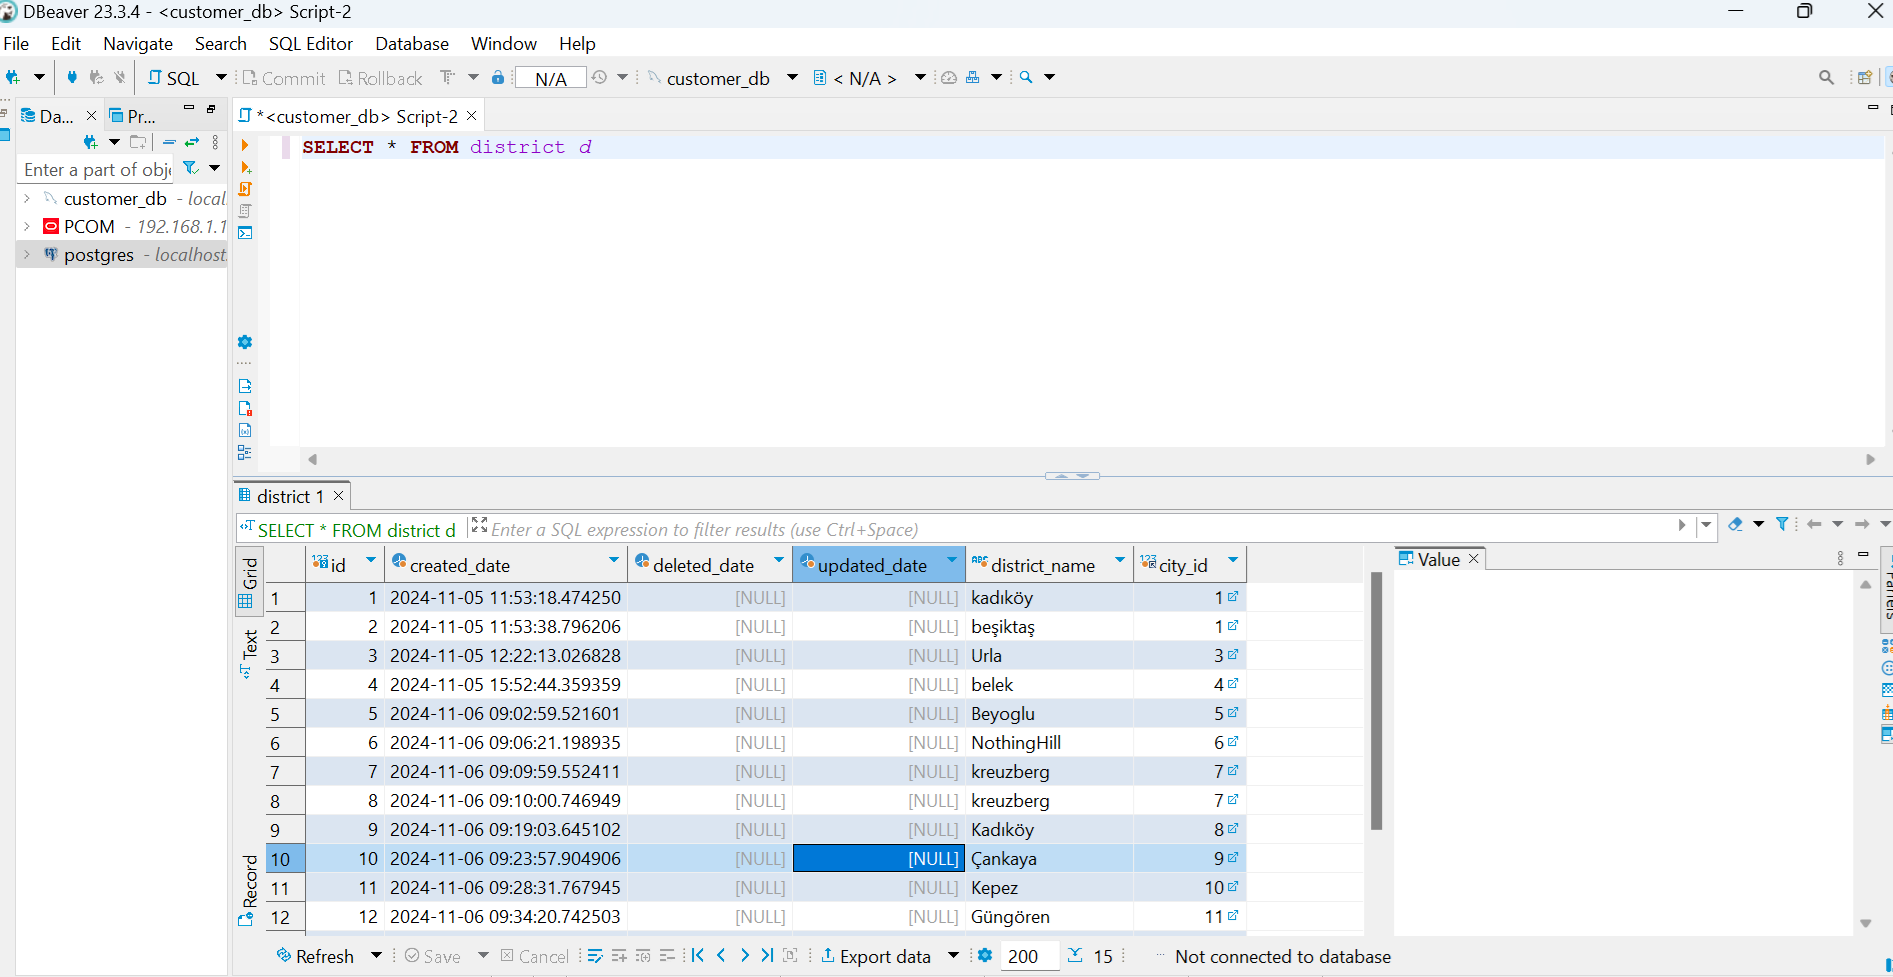 DBeaver 23.3.4 - <customer_db> Script-2
File Edit Navigate Search SQL Editor Database Window Help
SQL Commit Rollback N/A customer_db < N/A >
Da... Pr... *<customer_db> Script-2
Enter a part of obje
customer_db - local
PCOM - 192.168.1.1
postgres - localhost
SELECT * FROM district d
district 1
SELECT * FROM district d Enter a SQL expression to filter results (use Ctrl+Space)
Grid
Text
Record
id created_date deleted_date updated_date district_name city_id
1 1 2024-11-05 11:53:18.474250 [NULL] [NULL] kadıköy 1
2 2 2024-11-05 11:53:38.796206 [NULL] [NULL] beşiktaş 1
3 3 2024-11-05 12:22:13.026828 [NULL] [NULL] Urla 3
4 4 2024-11-05 15:52:44.359359 [NULL] [NULL] belek 4
5 5 2024-11-06 09:02:59.521601 [NULL] [NULL] Beyoglu 5
6 6 2024-11-06 09:06:21.198935 [NULL] [NULL] NothingHill 6
7 7 2024-11-06 09:09:59.552411 [NULL] [NULL] kreuzberg 7
8 8 2024-11-06 09:10:00.746949 [NULL] [NULL] kreuzberg 7
9 9 2024-11-06 09:19:03.645102 [NULL] [NULL] Kadıköy 8
10 10 2024-11-06 09:23:57.904906 [NULL] [NULL] Çankaya 9
11 11 2024-11-06 09:28:31.767945 [NULL] [NULL] Kepez 10
12 12 2024-11-06 09:34:20.742503 [NULL] [NULL] Güngören 11
Value
Panels
Refresh Save Cancel Export data 200 15 Not connected to database